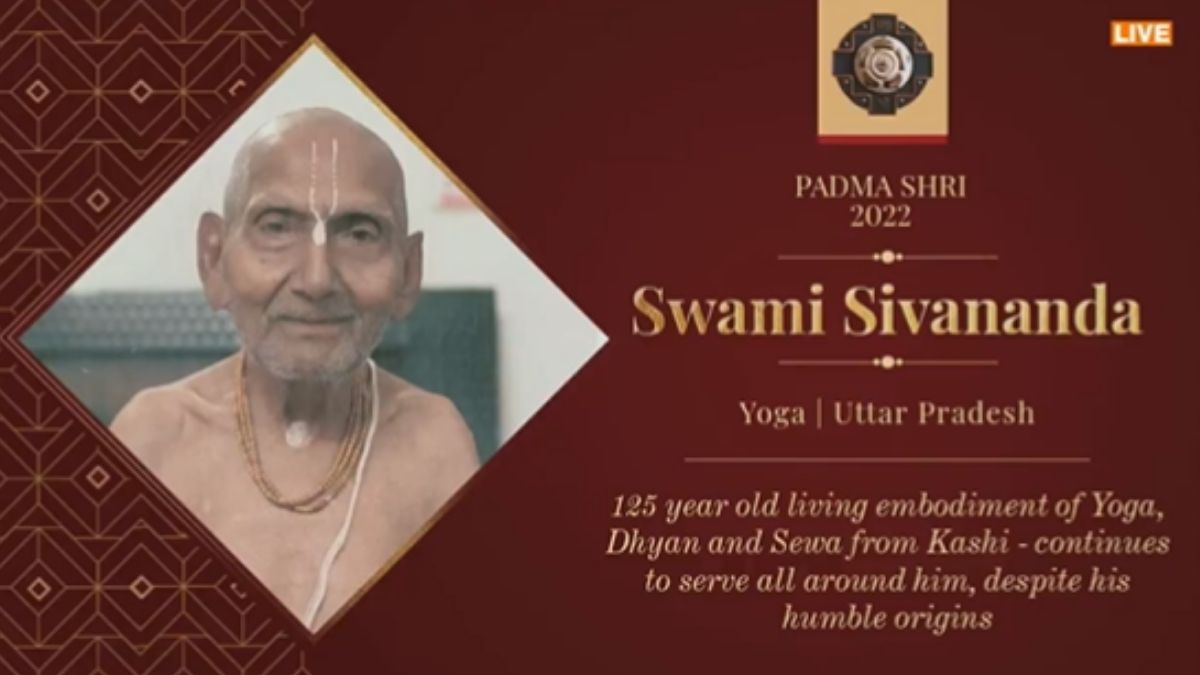 LIVE
PADMA SHRI
2022
Swami Sivananda
Yoga | Uttar Pradesh
125 year old living embodiment of Yoga,
Dhyan and Sewa from Kashi - continues
to serve all around him, despite his
humble origins